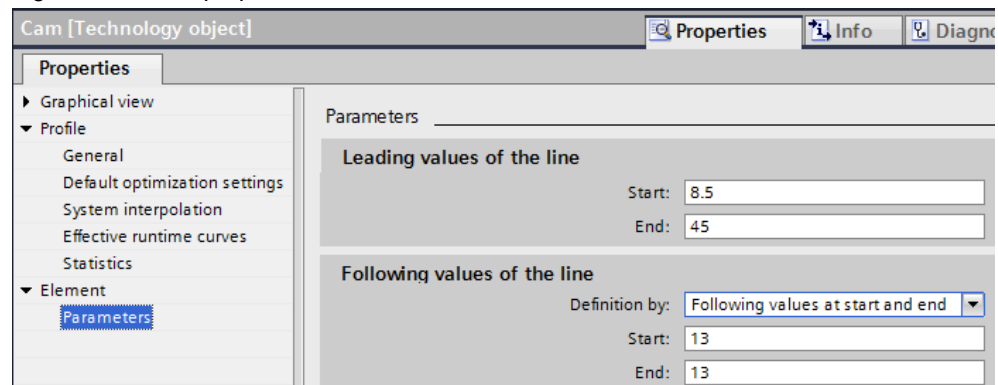 Cam [Technology object]
Properties
Info
Diagno
Properties
Graphical view
Profile
General
Default optimization settings
System interpolation
Effective runtime curves
Statistics
Element
Parameters
Parameters
Leading values of the line
Start: 8.5
End: 45
Following values of the line
Definition by: Following values at start and end
Start: 13
End: 13